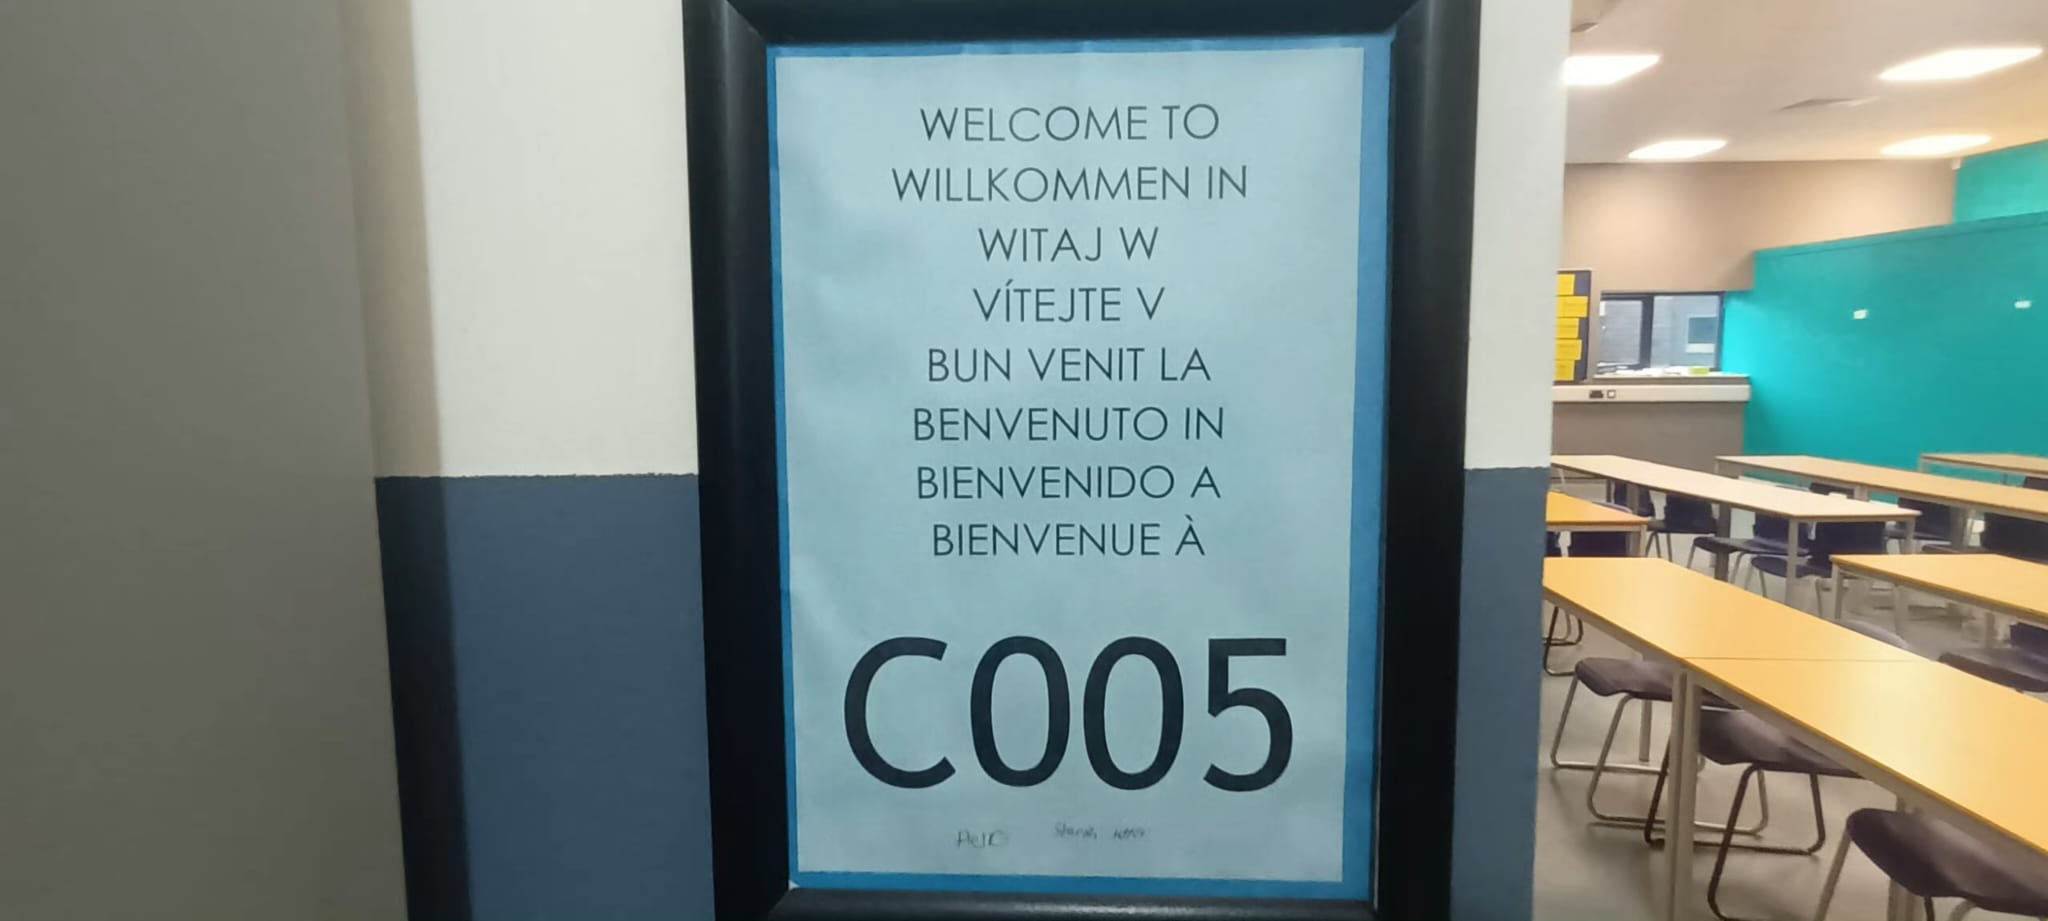 WELCOME TO
WILLKOMMEN IN
WITAJ W
VÍTEJTE V
BUN VENIT LA
BENVENUTO IN
BIENVENIDO A
BIENVENUE À
C005